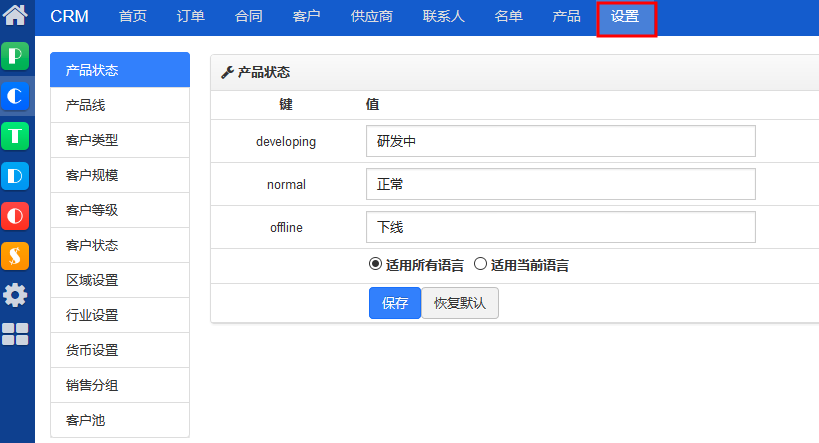 CRM 首页 订单 合同 客户 供应商 联系人 名单 产品 设置
P
C
T
D
O
$
产品状态
产品线
客户类型
客户规模
客户等级
客户状态
区域设置
行业设置
货币设置
销售分组
客户池
产品状态
键 值
developing 研发中
normal 正常
offline 下线
适用所有语言 适用当前语言
保存 恢复默认